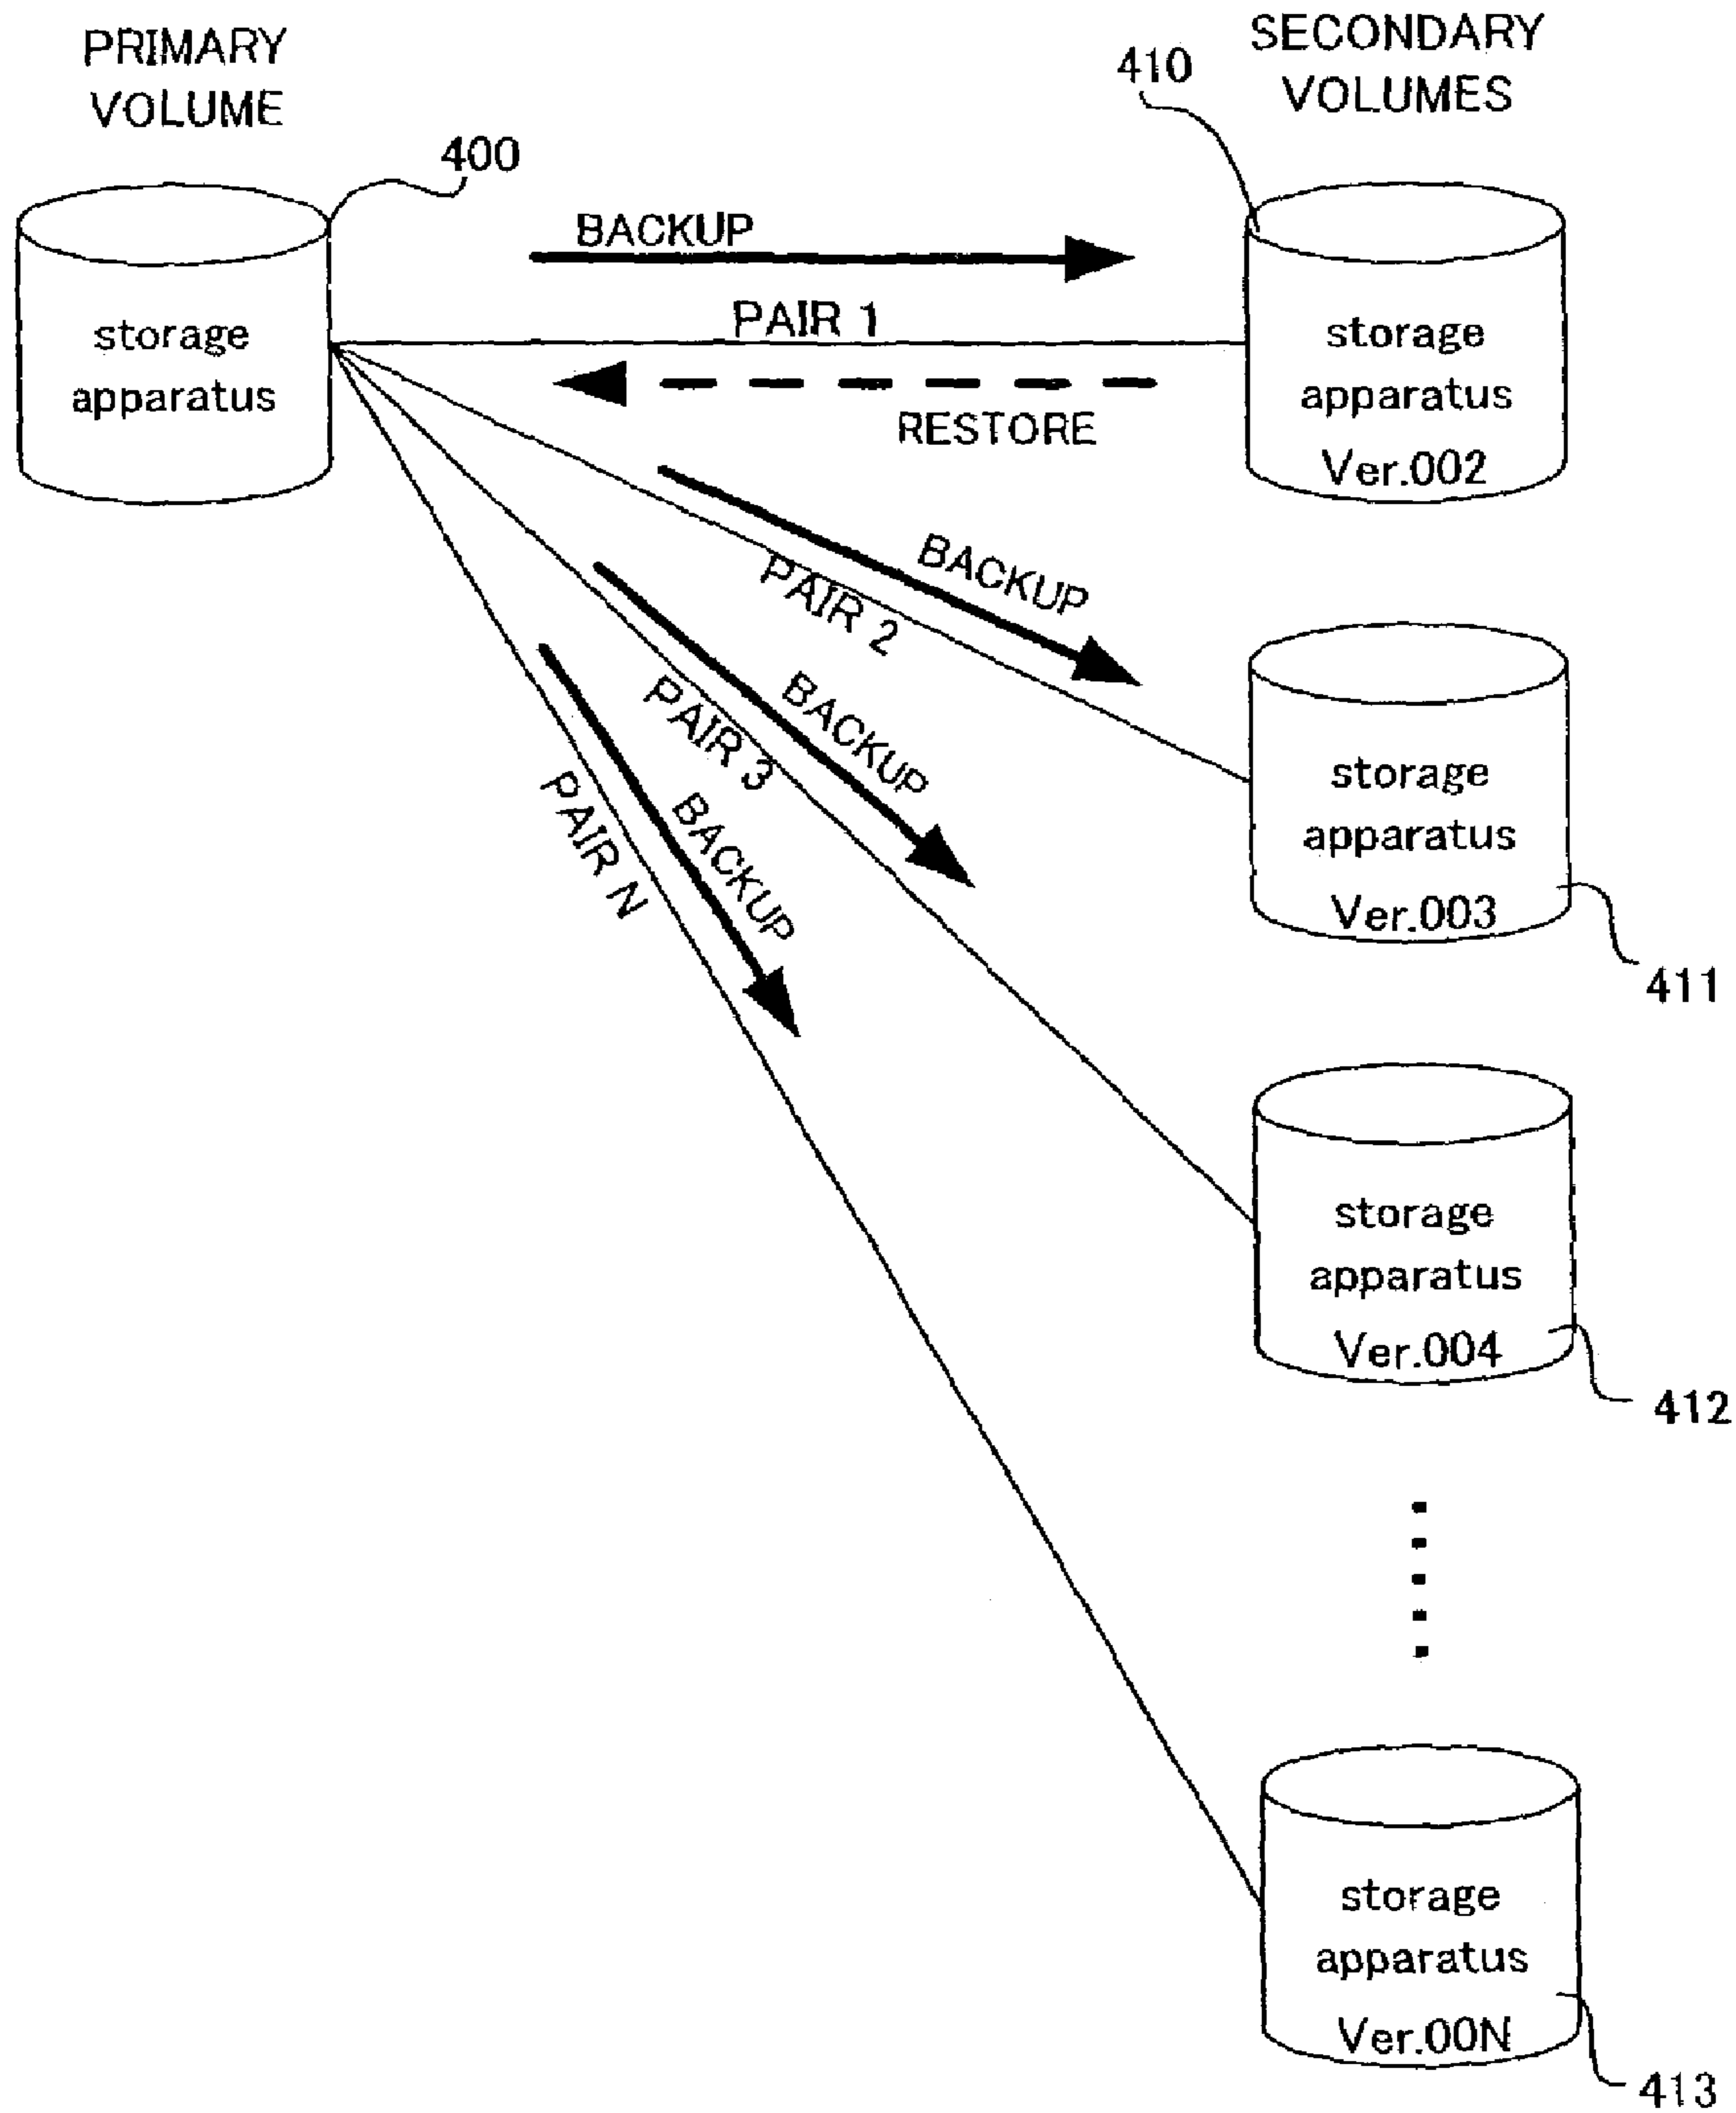 PRIMARY
VOLUME
SECONDARY
VOLUMES
400
410
BACKUP
PAIR 1
RESTORE
storage
apparatus
storage
apparatus
Ver.002
BACKUP
PAIR 2
storage
apparatus
Ver.003
411
BACKUP
PAIR 3
BACKUP
PAIR N
storage
apparatus
Ver.004
412
storage
apparatus
Ver.00N
413